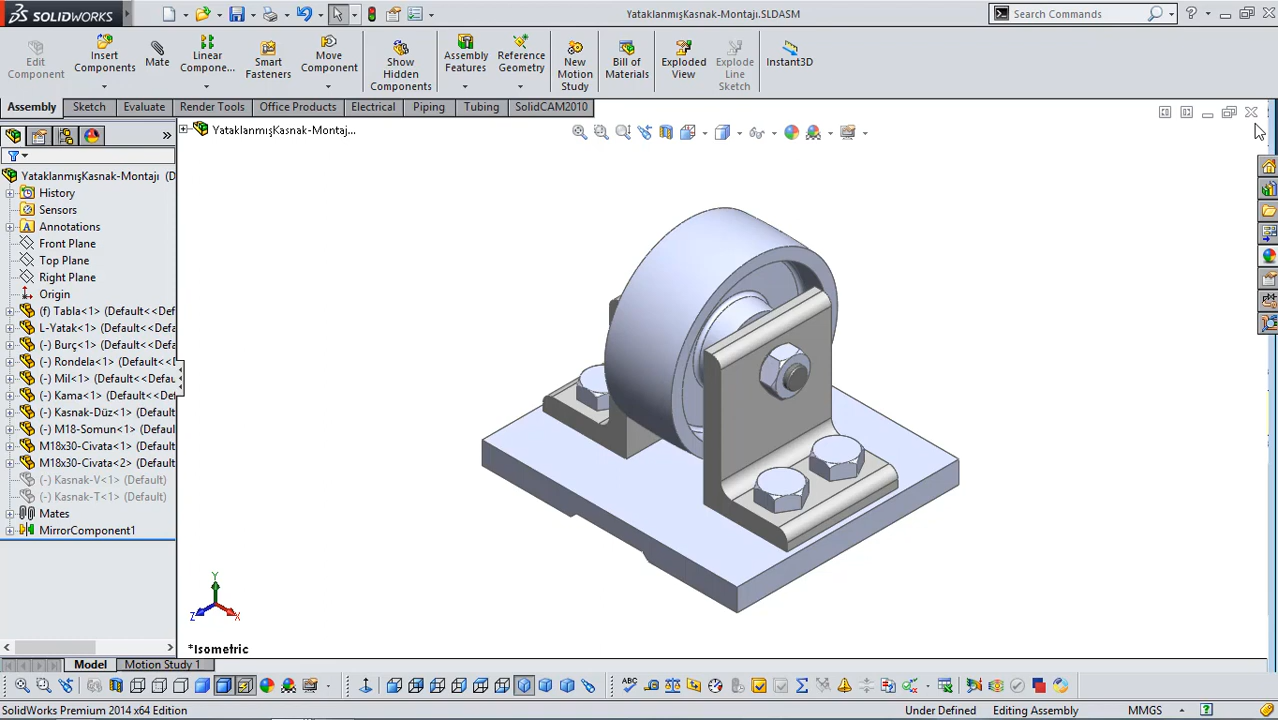 SOLIDWORKS
YataklanmışKasnak-Montajı.SLDASM
Search Commands
Edit Component
Insert Components
Mate
Linear Compone...
Smart Fasteners
Move Component
Show Hidden Components
Assembly Features
Reference Geometry
New Motion Study
Bill of Materials
Exploded View
Explode Line Sketch
Instant3D
Assembly Sketch Evaluate Render Tools Office Products Electrical Piping Tubing SolidCAM2010
YataklanmışKasnak-Montaj...
YataklanmışKasnak-Montajı (D
History
Sensors
Annotations
Front Plane
Top Plane
Right Plane
Origin
(f) Tabla<1> (Default<<Def
L-Yatak<1> (Default<<Def
(-) Burç<1> (Default<<Def
(-) Rondela<1> (Default<<D
(-) Mil<1> (Default<<Defau
(-) Kama<1> (Default<<Def
(-) Kasnak-Düz<1> (Default
(-) M18-Somun<1> (Default
M18x30-Civata<1> (Default
M18x30-Civata<2> (Default
(-) Kasnak-V<1> (Default)
(-) Kasnak-T<1> (Default)
Mates
MirrorComponent1
Y
Z
X
*Isometric
Model Motion Study 1
SolidWorks Premium 2014 x64 Edition
Under Defined Editing Assembly MMGS